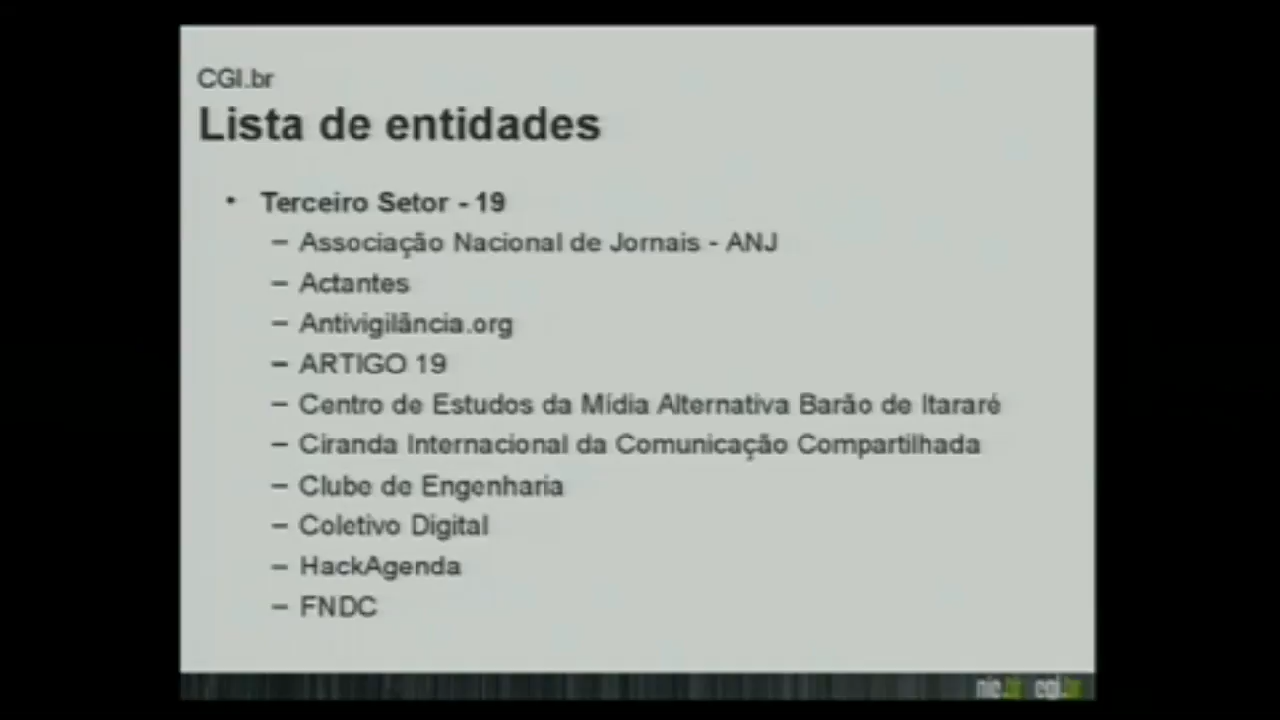 CGI.br
Lista de entidades
• Terceiro Setor - 19
– Associação Nacional de Jornais - ANJ
– Actantes
– Antivigilância.org
– ARTIGO 19
– Centro de Estudos da Mídia Alternativa Barão de Itararé
– Ciranda Internacional da Comunicação Compartilhada
– Clube de Engenharia
– Coletivo Digital
– HackAgenda
– FNDC
nic.br cgi.br